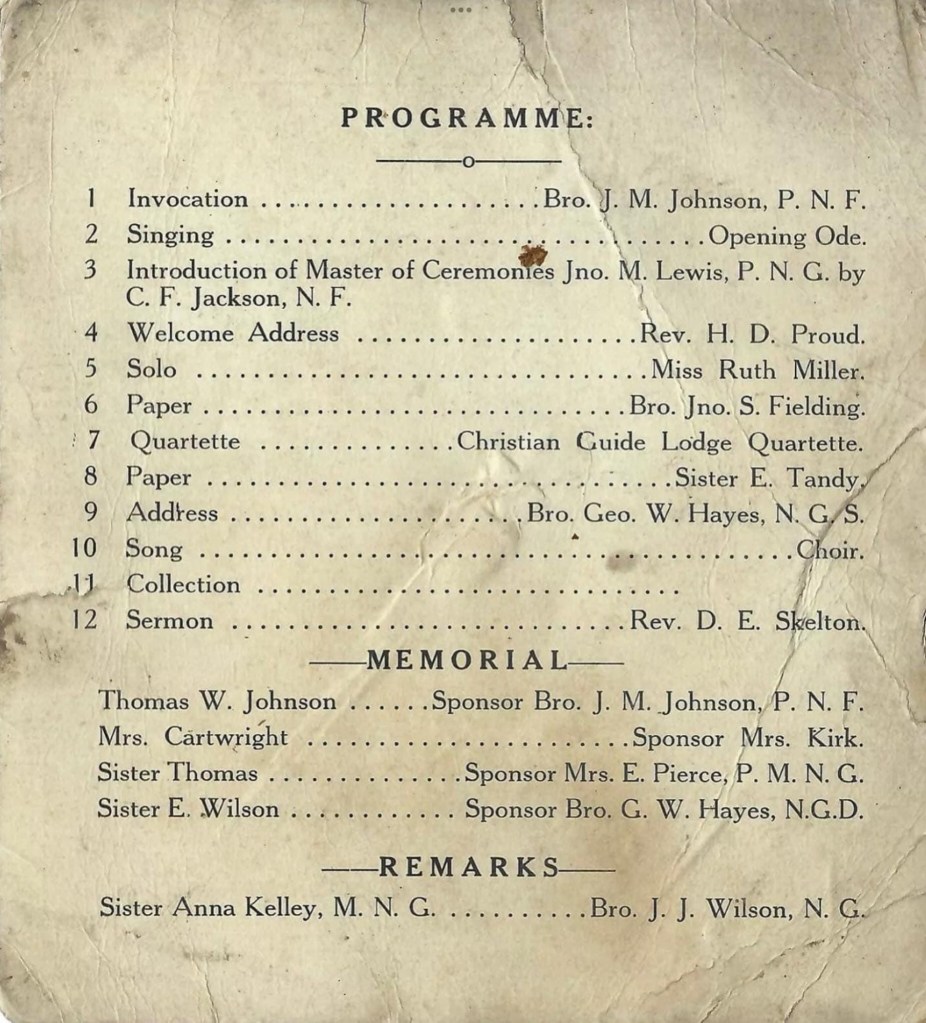 PROGRAMME:
1 Invocation ....................Bro. J. M. Johnson, P. N. F.
2 Singing ..................................Opening Ode.
3 Introduction of Master of Ceremonies Jno. M. Lewis, P. N. G. by
C. F. Jackson, N. F.
4 Welcome Address ....................Rev. H. D. Proud.
5 Solo ................................Miss Ruth Miller.
6 Paper ..............................Bro. Jno. S. Fielding.
7 Quartette ..............Christian Guide Lodge Quartette.
8 Paper .................................Sister E. Tandy.
9 Address .....................Bro. Geo. W. Hayes, N. G. S.
10 Song ..........................................Choir.
11 Collection ..............................
12 Sermon ............................Rev. D. E. Skelton.
MEMORIAL
Thomas W. Johnson ......Sponsor Bro. J. M. Johnson, P. N. F.
Mrs. Cartwright .......................Sponsor Mrs. Kirk.
Sister Thomas ..............Sponsor Mrs. E. Pierce, P. M. N. G.
Sister E. Wilson ............ Sponsor Bro. G. W. Hayes, N.G.D.
REMARKS
Sister Anna Kelley, M. N. G. ..........Bro. J. J. Wilson, N. G.